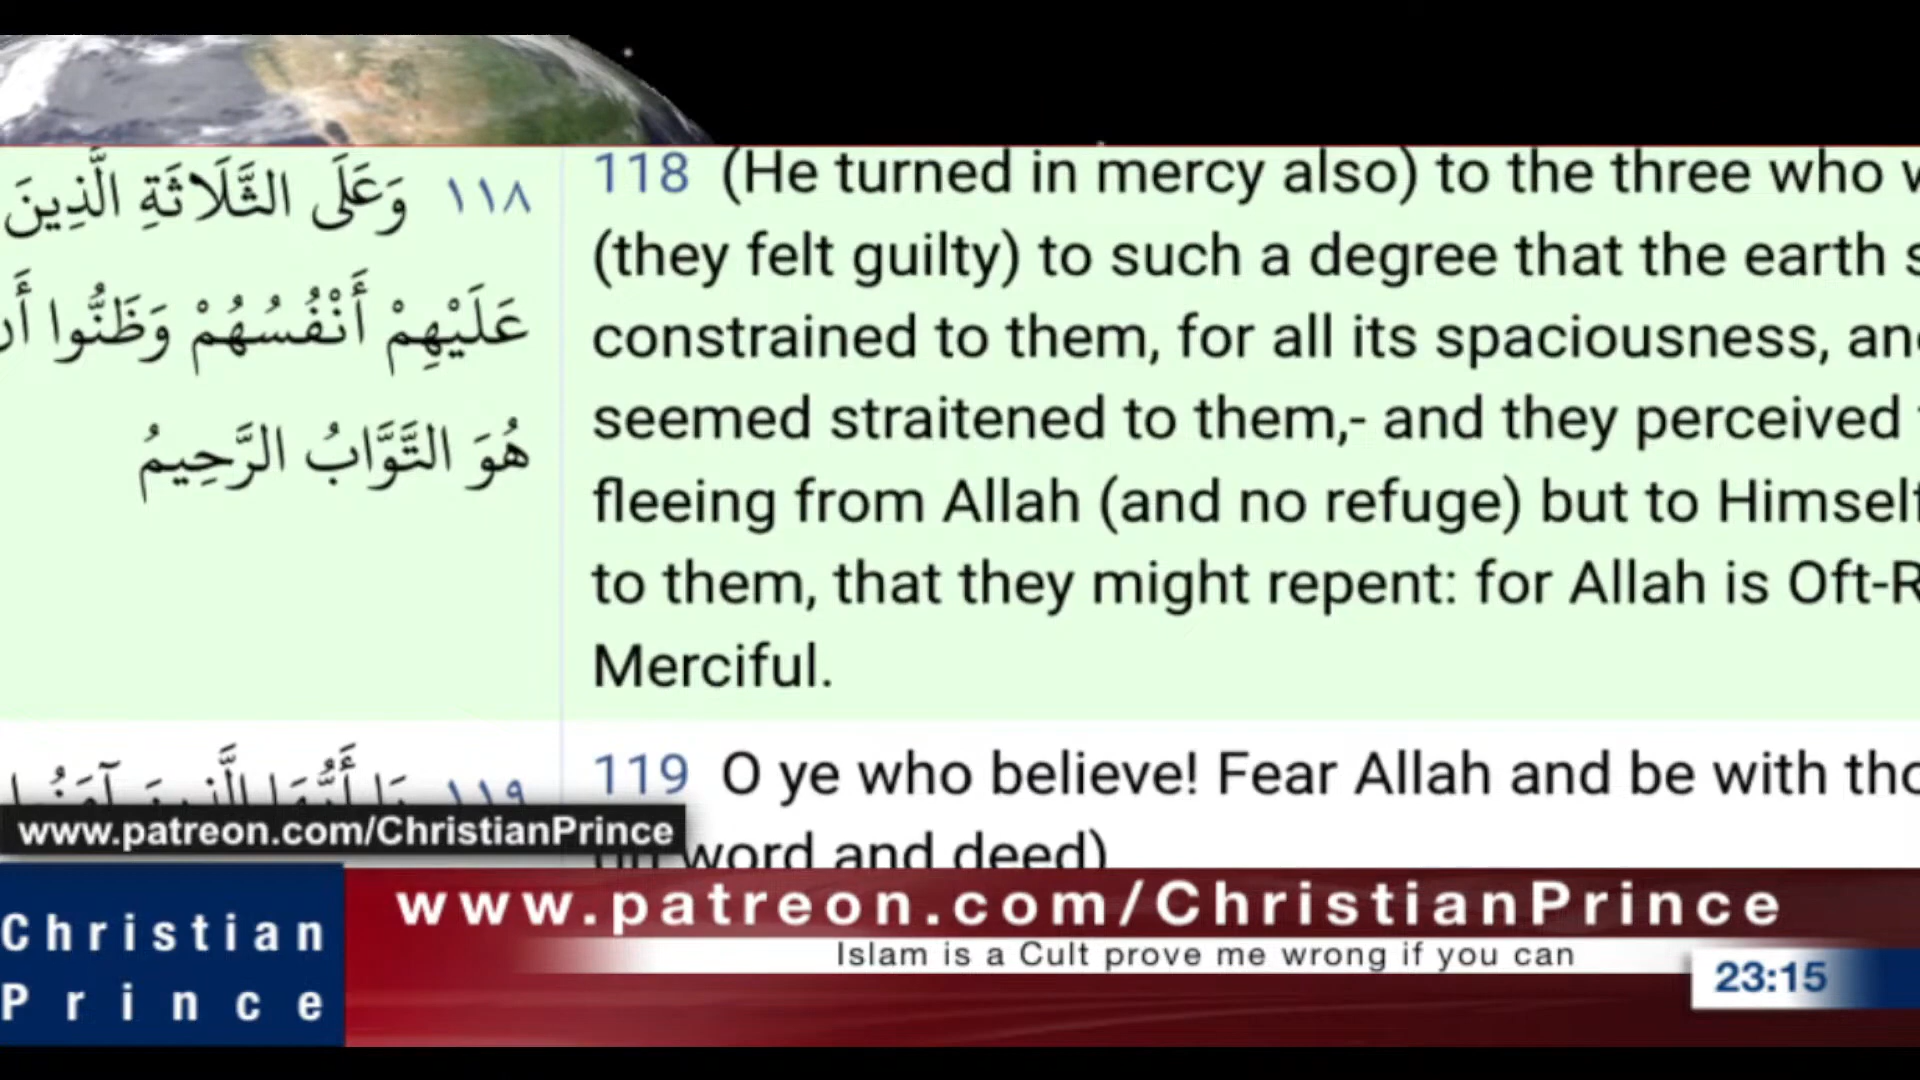 وَعَلَى الثَّلَاثَةِ الَّذِينَ ١١٨
عَلَيْهِمْ أَنْفُسُهُمْ وَظَنُّوا
هُوَ التَّوَّابُ الرَّحِيمُ
118 (He turned in mercy also) to the three who
(they felt guilty) to such a degree that the earth
constrained to them, for all its spaciousness,
seemed straitened to them,- and they perceived
fleeing from Allah (and no refuge) but to Himself
to them, that they might repent: for Allah is Oft-R
Merciful.
يَا أَيُّهَا الَّذِينَ آمَنُوا ١١٩
119 O ye who believe! Fear Allah and be with
word and deed)
www.patreon.com/ChristianPrince
Christian
Prince
www.patreon.com/ChristianPrince
Islam is a Cult prove me wrong if you can
23:15